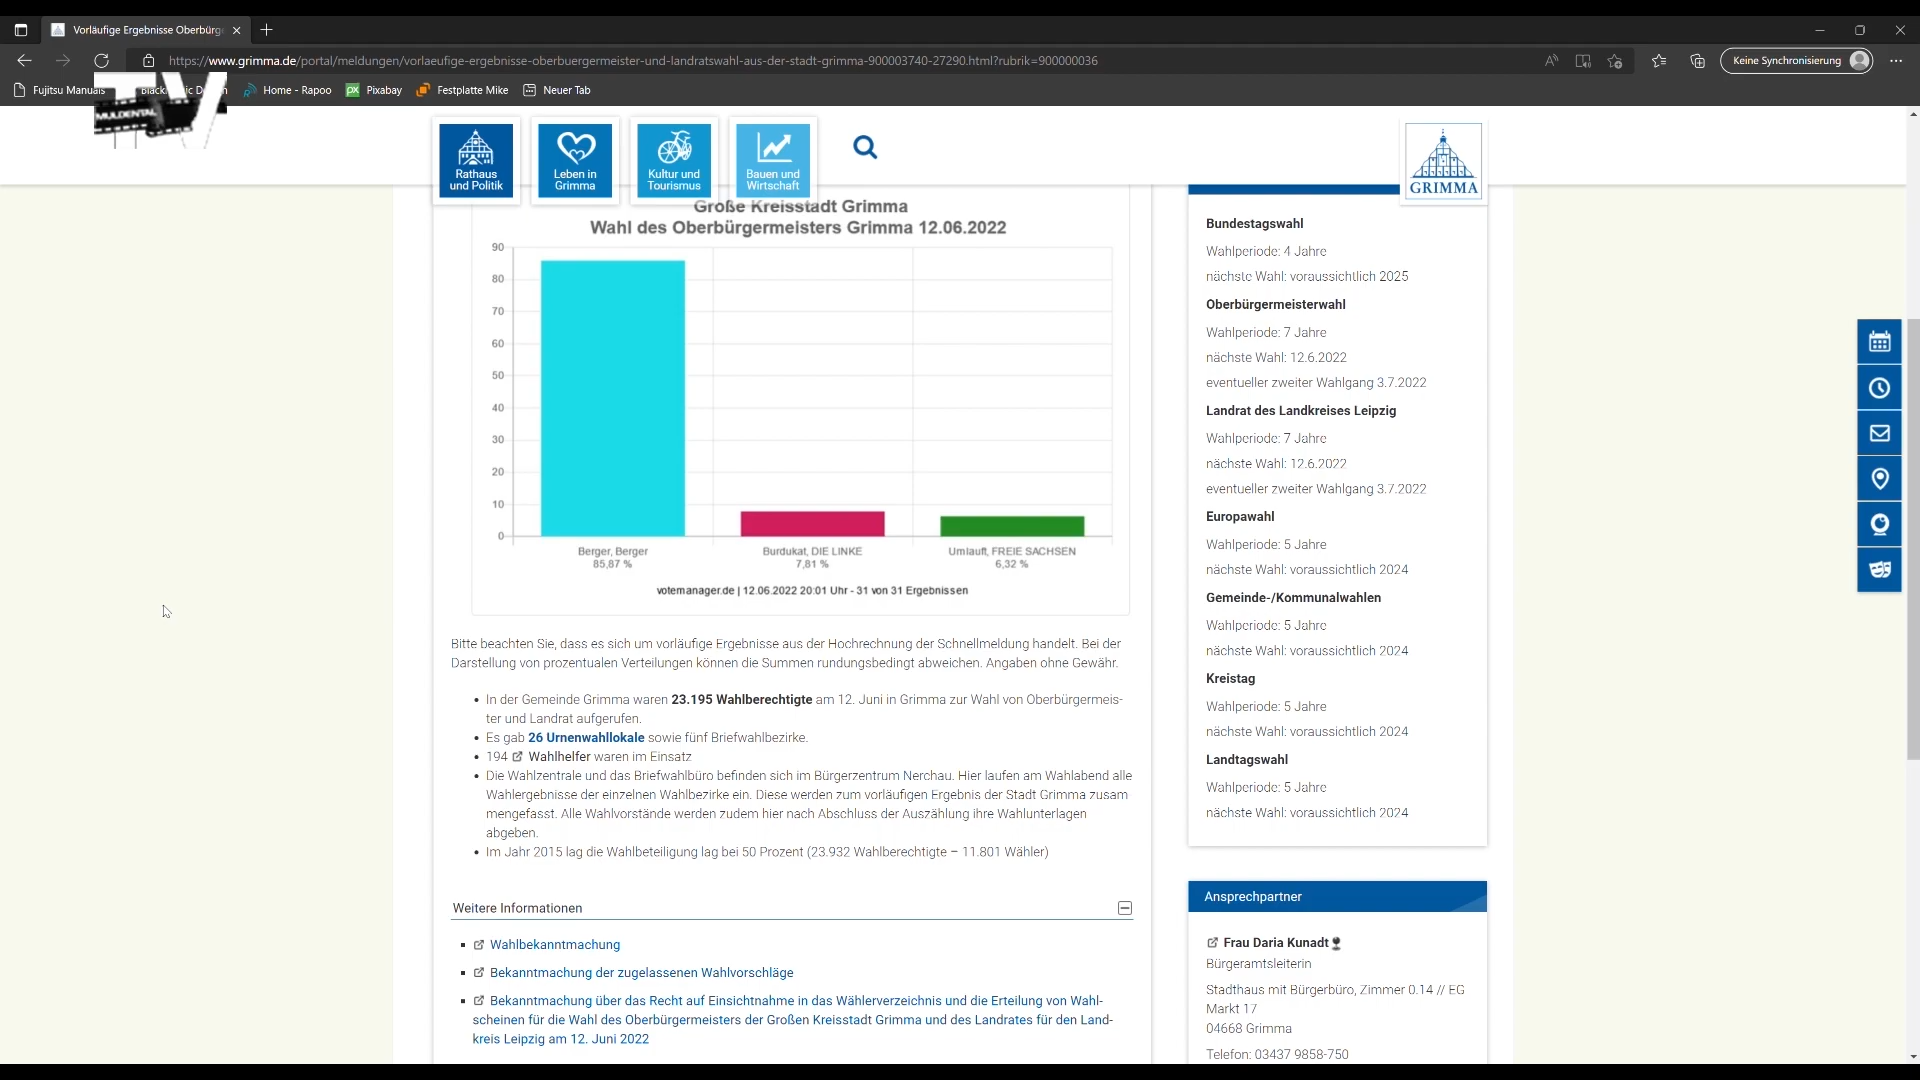 Vorläufige Ergebnisse Oberbürg
https://www.grimma.de/portal/meldungen/vorlaeufige-ergebnisse-oberbuergermeister-und-landratswahl-aus-der-stadt-grimma-900003740-27290.html?rubrik=900000036
Keine Synchronisierung
Fujitsu Manuals
Home - Rapoo
Pixabay
Festplatte Mike
Neuer Tab
TV
MULDENTAL
Rathaus
und Politik
Leben in
Grimma
Kultur und
Tourismus
Bauen und
Wirtschaft
GRIMMA
Große Kreisstadt Grimma
Wahl des Oberbürgermeisters Grimma 12.06.2022
90
80
70
60
50
40
30
20
10
0
Berger, Berger
85,87 %
Burdukat, DIE LINKE
7,81 %
Umlauft, FREIE SACHSEN
6,32 %
votemanager.de | 12.06.2022 20:01 Uhr - 31 von 31 Ergebnissen
Bitte beachten Sie, dass es sich um vorläufige Ergebnisse aus der Hochrechnung der Schnellmeldung handelt. Bei der
Darstellung von prozentualen Verteilungen können die Summen rundungsbedingt abweichen. Angaben ohne Gewähr.
• In der Gemeinde Grimma waren 23.195 Wahlberechtigte am 12. Juni in Grimma zur Wahl von Oberbürgermeis-
ter und Landrat aufgerufen.
• Es gab 26 Urnenwahllokale sowie fünf Briefwahlbezirke.
• 194 Wahlhelfer waren im Einsatz
• Die Wahlzentrale und das Briefwahlbüro befinden sich im Bürgerzentrum Nerchau. Hier laufen am Wahlabend alle
Wahlergebnisse der einzelnen Wahlbezirke ein. Diese werden zum vorläufigen Ergebnis der Stadt Grimma zusam
mengefasst. Alle Wahlvorstände werden zudem hier nach Abschluss der Auszählung ihre Wahlunterlagen
abgeben.
• Im Jahr 2015 lag die Wahlbeteiligung lag bei 50 Prozent (23.932 Wahlberechtigte – 11.801 Wähler)
Weitere Informationen
Wahlbekanntmachung
Bekanntmachung der zugelassenen Wahlvorschläge
Bekanntmachung über das Recht auf Einsichtnahme in das Wählerverzeichnis und die Erteilung von Wahl-
scheinen für die Wahl des Oberbürgermeisters der Großen Kreisstadt Grimma und des Landrates für den Land-
kreis Leipzig am 12. Juni 2022
Bundestagswahl
Wahlperiode: 4 Jahre
nächste Wahl: voraussichtlich 2025
Oberbürgermeisterwahl
Wahlperiode: 7 Jahre
nächste Wahl: 12.6.2022
eventueller zweiter Wahlgang 3.7.2022
Landrat des Landkreises Leipzig
Wahlperiode: 7 Jahre
nächste Wahl: 12.6.2022
eventueller zweiter Wahlgang 3.7.2022
Europawahl
Wahlperiode: 5 Jahre
nächste Wahl: voraussichtlich 2024
Gemeinde-/Kommunalwahlen
Wahlperiode: 5 Jahre
nächste Wahl: voraussichtlich 2024
Kreistag
Wahlperiode: 5 Jahre
nächste Wahl: voraussichtlich 2024
Landtagswahl
Wahlperiode: 5 Jahre
nächste Wahl: voraussichtlich 2024
Ansprechpartner
Frau Daria Kunadt
Bürgeramtsleiterin
Stadthaus mit Bürgerbüro, Zimmer 0.14 // EG
Markt 17
04668 Grimma
Telefon: 03437 9858-750